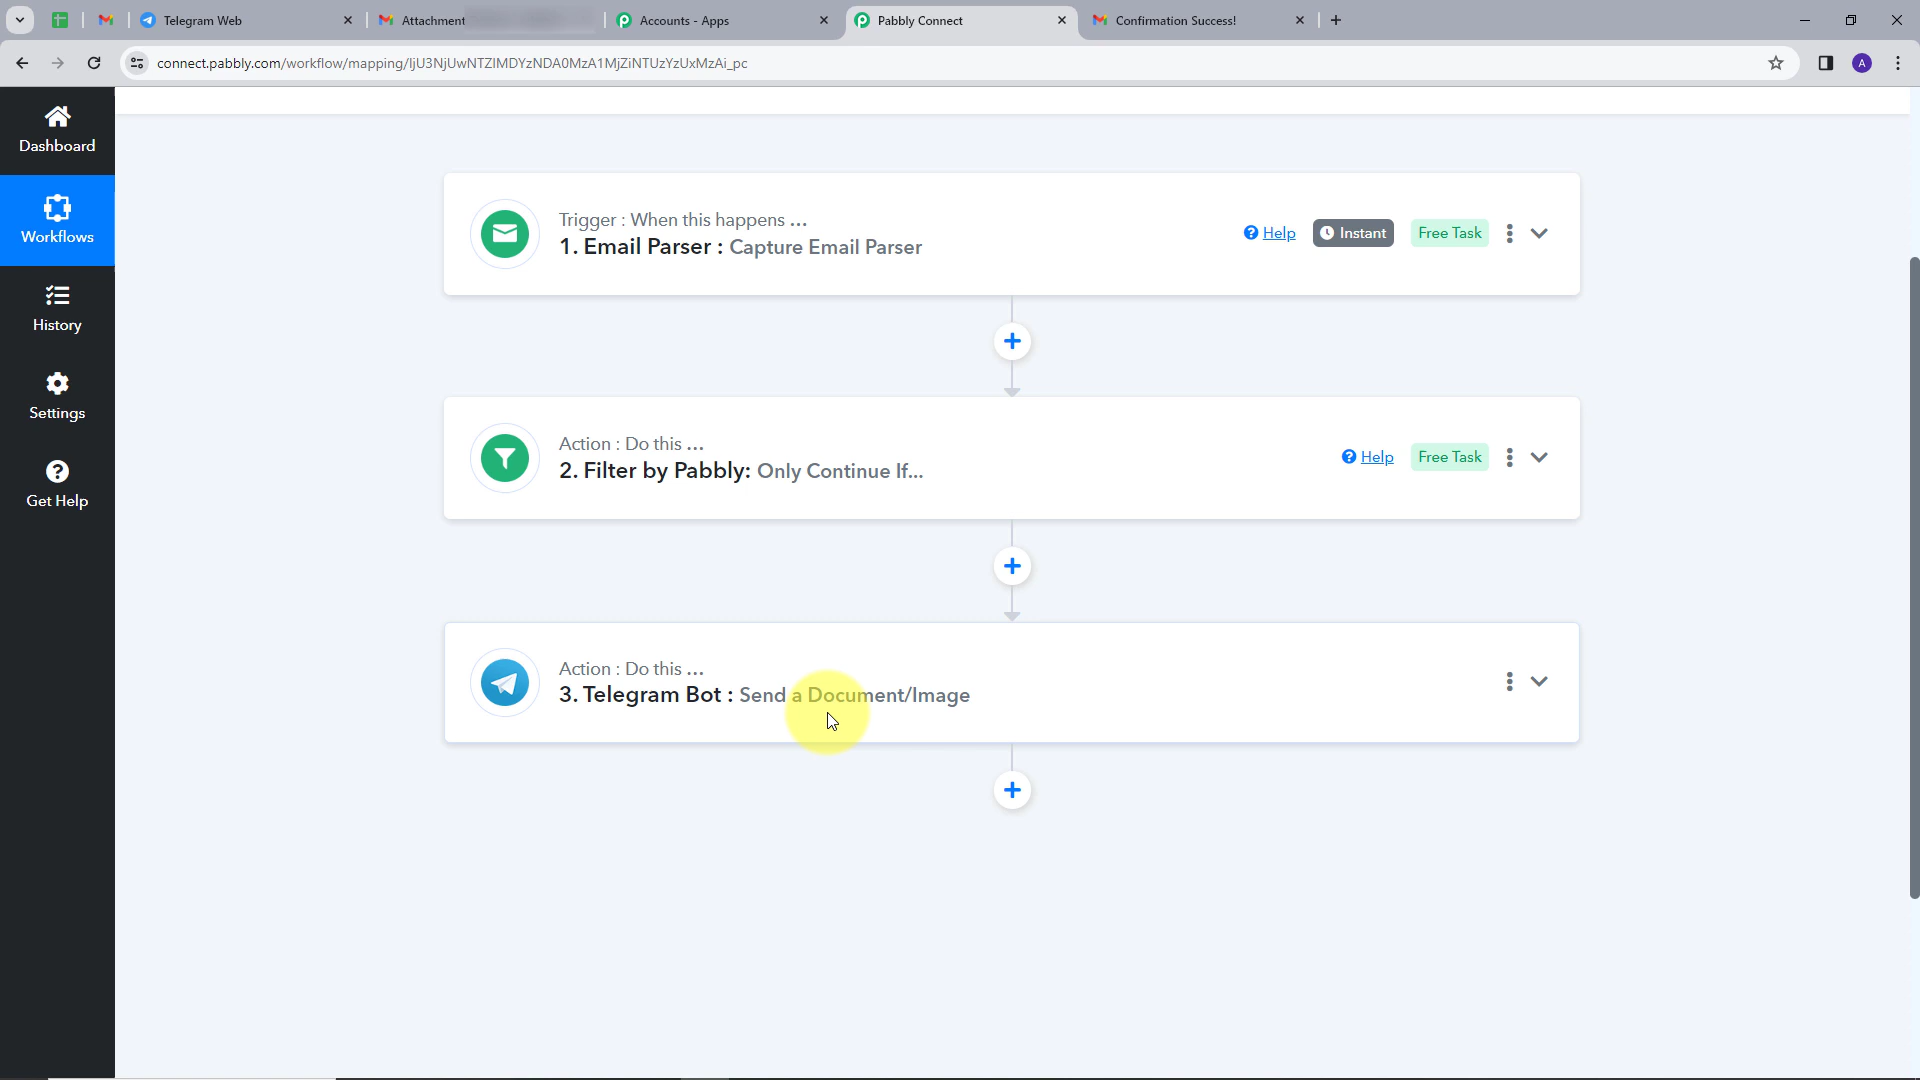 Telegram Web
Attachment
Accounts - Apps
Pabbly Connect
Confirmation Success!
connect.pabbly.com/workflow/mapping/IjU3NjUwNTZlMDYzNDA0MzA1MjZiNTUzYzUxMzAi_pc
A
Dashboard
Workflows
History
Settings
Get Help
Trigger : When this happens ...
1. Email Parser : Capture Email Parser
Help
Instant
Free Task
Action : Do this ...
2. Filter by Pabbly: Only Continue If...
Help
Free Task
Action : Do this ...
3. Telegram Bot : Send a Document/Image